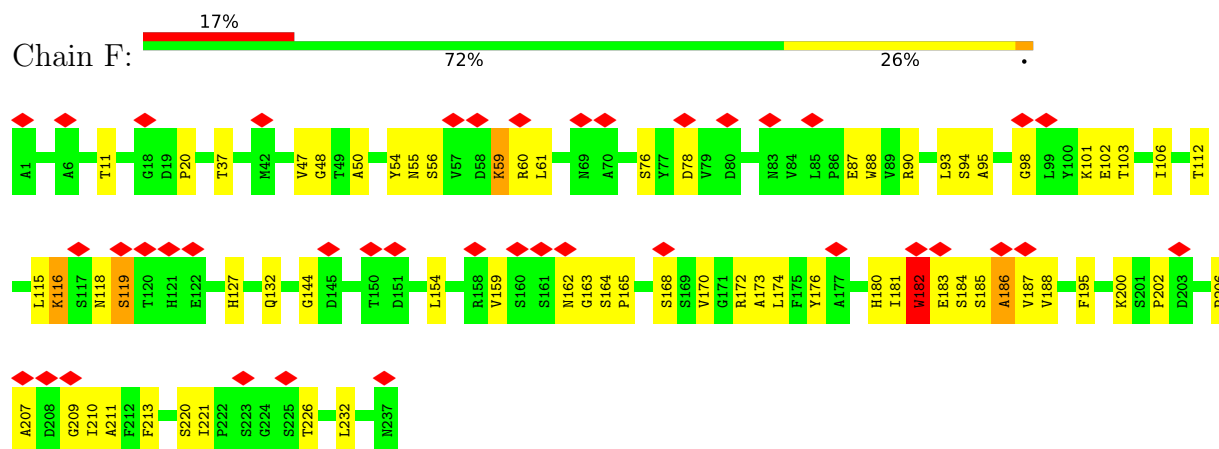 17%
Chain F:
72% 26% •
A1 A6 T11 G18 D19 P20 T37 M42 V47 G48 T49 A50 Y54 N55 S56 V57 D58 K59 R60 L61 N69 A70 S76 Y77 D78 V79 D80 N83 V84 L85 P86 E87 W88 V89 R90 L93 S94 A95 G98 L99 Y100 K101 E102 T103 I106 T112
L115 K116 S117 N118 S119 T120 H121 E122 H127 Q132 G144 D145 T150 D151 L154 R158 V159 S160 S161 N162 G163 S164 P165 S168 S169 V170 G171 R172 A173 L174 F175 Y176 A177 H180 I181 W182 E183 S184 S185 A186 V187 V188 F195 K200 S201 P202 D203
A207 D208 G209 I210 A211 F212 F213 S220 I221 P222 S223 G224 S225 T226 L232 N237